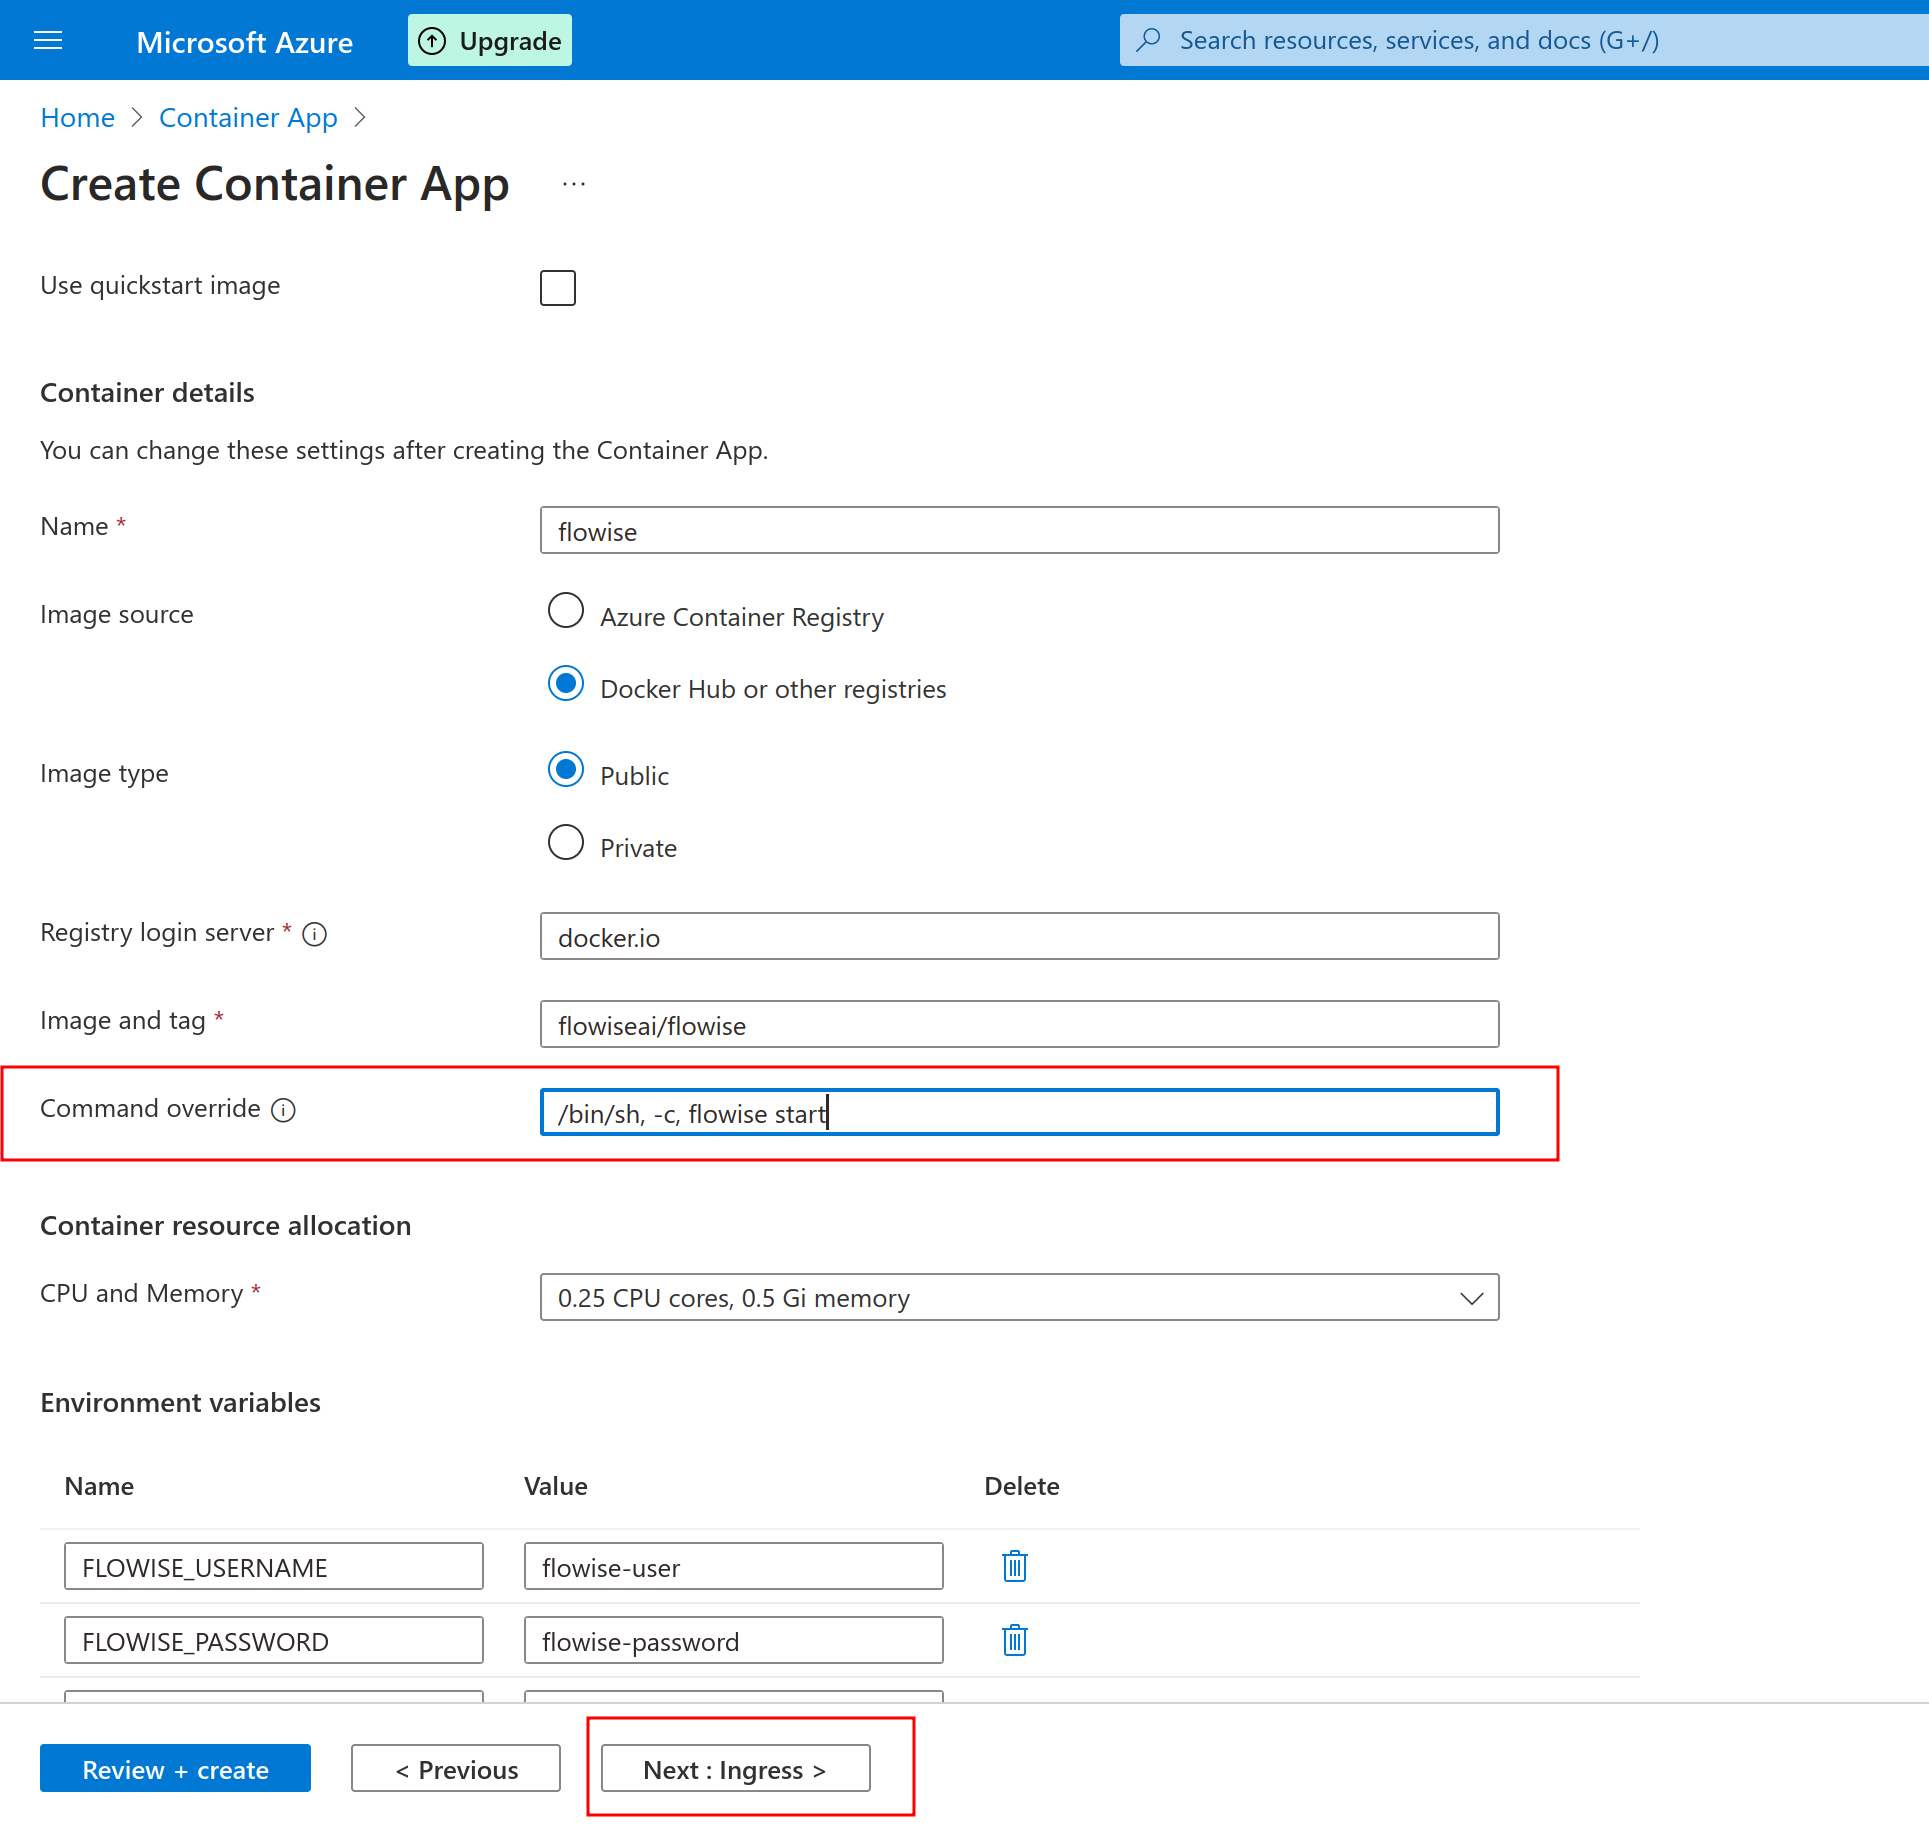 Microsoft Azure Upgrade Search resources, services, and docs (G+/)
Home > Container App >
Create Container App ...
Use quickstart image
Container details
You can change these settings after creating the Container App.
Name * flowise
Image source Azure Container Registry
Docker Hub or other registries
Image type Public
Private
Registry login server * docker.io
Image and tag * flowiseai/flowise
Command override /bin/sh, -c, flowise start
Container resource allocation
CPU and Memory * 0.25 CPU cores, 0.5 Gi memory
Environment variables
Name Value Delete
FLOWISE_USERNAME flowise-user
FLOWISE_PASSWORD flowise-password
Review + create < Previous Next : Ingress >